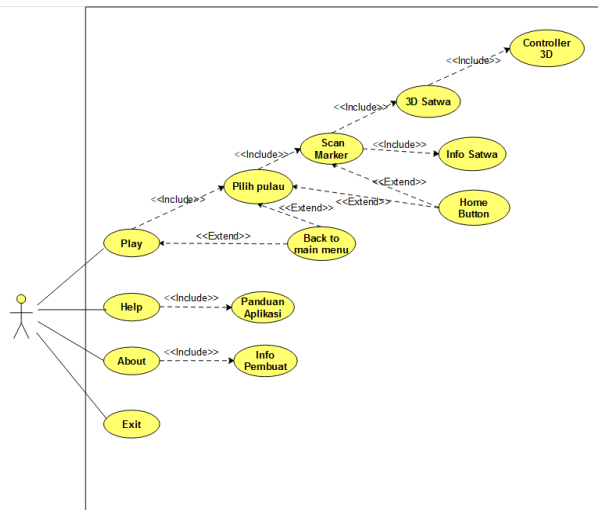 Controller
3D
<<Include>>
3D Satwa
<<Include>>
Scan
Marker
<<Include>>
Info Satwa
<<Include>>
Pilih pulau
<<Extend>>
<<Extend>>
Home
Button
<<Include>>
<<Extend>>
Play
Back to
main menu
Help
<<Include>>
Panduan
Aplikasi
About
<<Include>>
Info
Pembuat
Exit